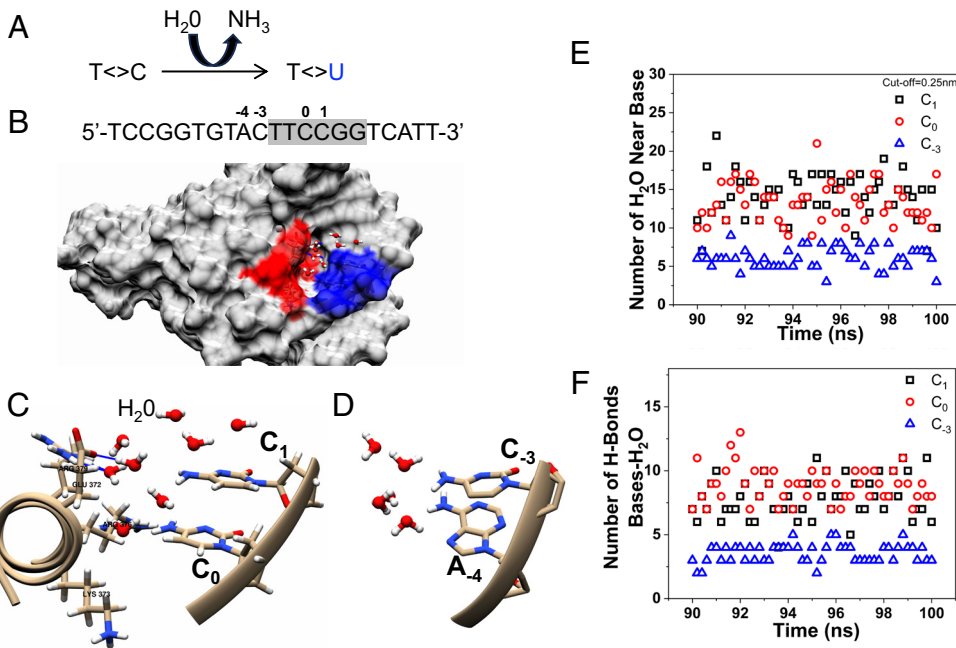 A
H₂0 NH₃
T<>C T<>U
B
-4 -3 0 1
5'-TCCGGTGTACTTCCGGTCATT-3'
C
H₂0
C₁
ARG 379
GLU 372
C₀
LYS 373
D
C₋₃
A₋₄
E
Number of H₂O Near Base
30
25
20
15
10
5
0
Cut-off=0.25nm
C₁
C₀
C₋₃
90 92 94 96 98 100
Time (ns)
F
Number of H-Bonds
Bases-H₂O
15
10
5
0
C₁
C₀
C₋₃
90 92 94 96 98 100
Time (ns)